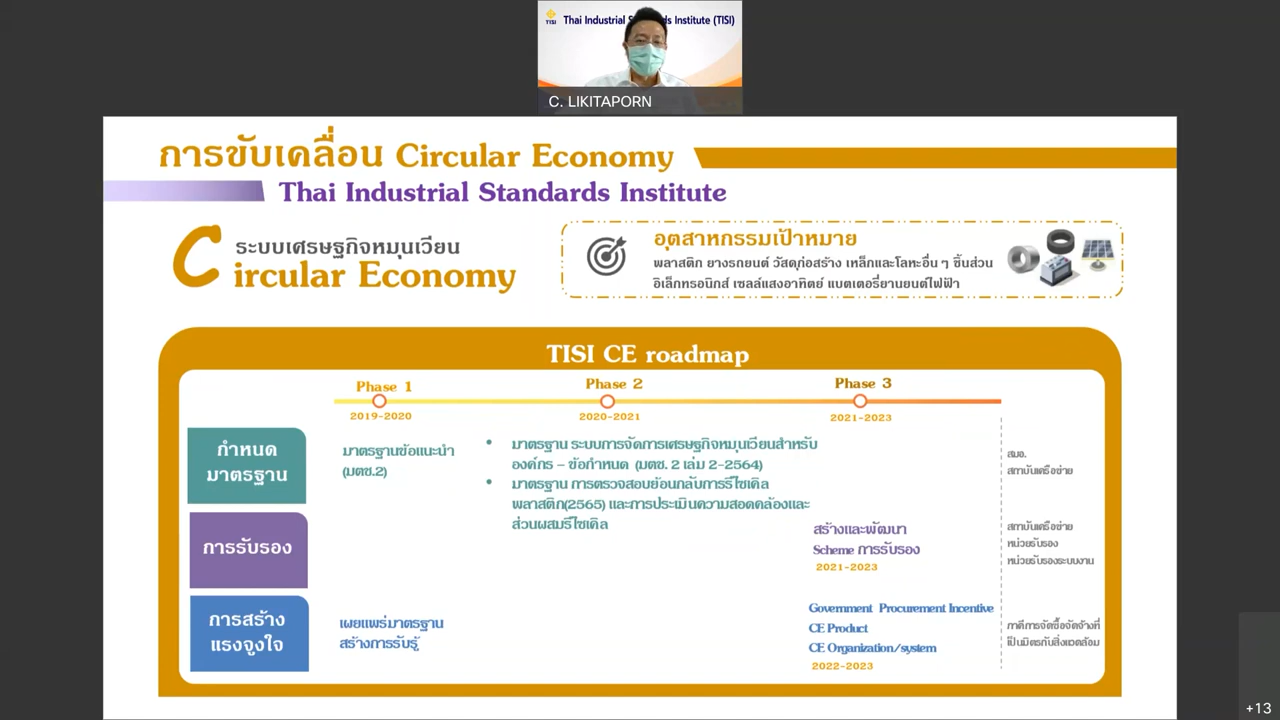 TISI
Thai Industrial Standards Institute (TISI)
C. LIKITAPORN
การขับเคลื่อน Circular Economy
Thai Industrial Standards Institute
ระบบเศรษฐกิจหมุนเวียน
Circular Economy
อุตสาหกรรมเป้าหมาย
พลาสติก ยางรถยนต์ วัสดุก่อสร้าง เหล็กและโลหะอื่น ๆ ชิ้นส่วน
อิเล็กทรอนิกส์ เซลล์แสงอาทิตย์ แบตเตอรี่ยานยนต์ไฟฟ้า
TISI CE roadmap
Phase 1
Phase 2
Phase 3
2019-2020
2020-2021
2021-2023
กำหนด
มาตรฐาน
มาตรฐานข้อแนะนำ
(มตช.2)
• มาตรฐาน ระบบการจัดการเศรษฐกิจหมุนเวียนสำหรับ
องค์กร – ข้อกำหนด (มตช. 2 เล่ม 2-2564)
• มาตรฐาน การตรวจสอบย้อนกลับการรีไซเคิล
พลาสติก(2565) และการประเมินความสอดคล้องและ
ส่วนผสมรีไซเคิล
สมอ.
สถาบันเครือข่าย
การรับรอง
สร้างและพัฒนา
Scheme การรับรอง
2021-2023
สถาบันเครือข่าย
หน่วยรับรอง
หน่วยรับรองระบบงาน
การสร้าง
แรงจูงใจ
เผยแพร่มาตรฐาน
สร้างการรับรู้
Government Procurement Incentive
CE Product
CE Organization/system
2022-2023
ภาคีการจัดซื้อจัดจ้างที่
เป็นมิตรกับสิ่งแวดล้อม
+13